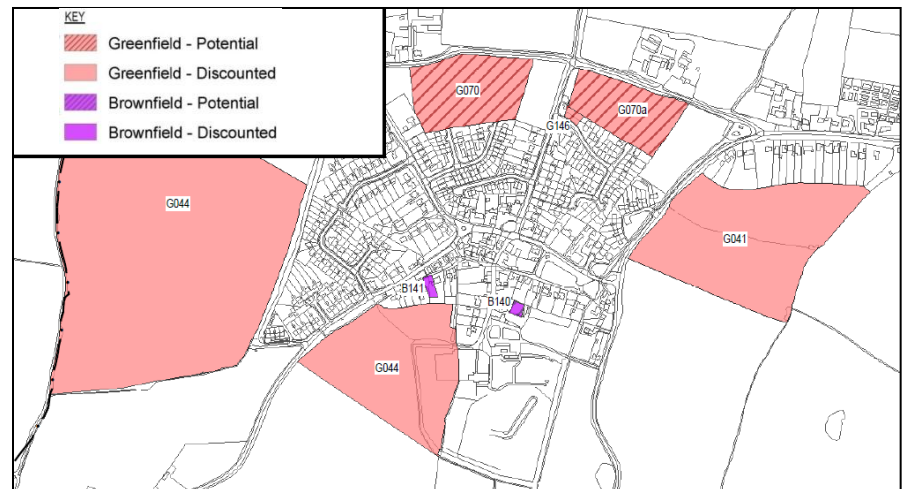 KEY
Greenfield - Potential
Greenfield - Discounted
Brownfield - Potential
Brownfield - Discounted
G070
G070a
G146
G044
G041
B141
B140
G044